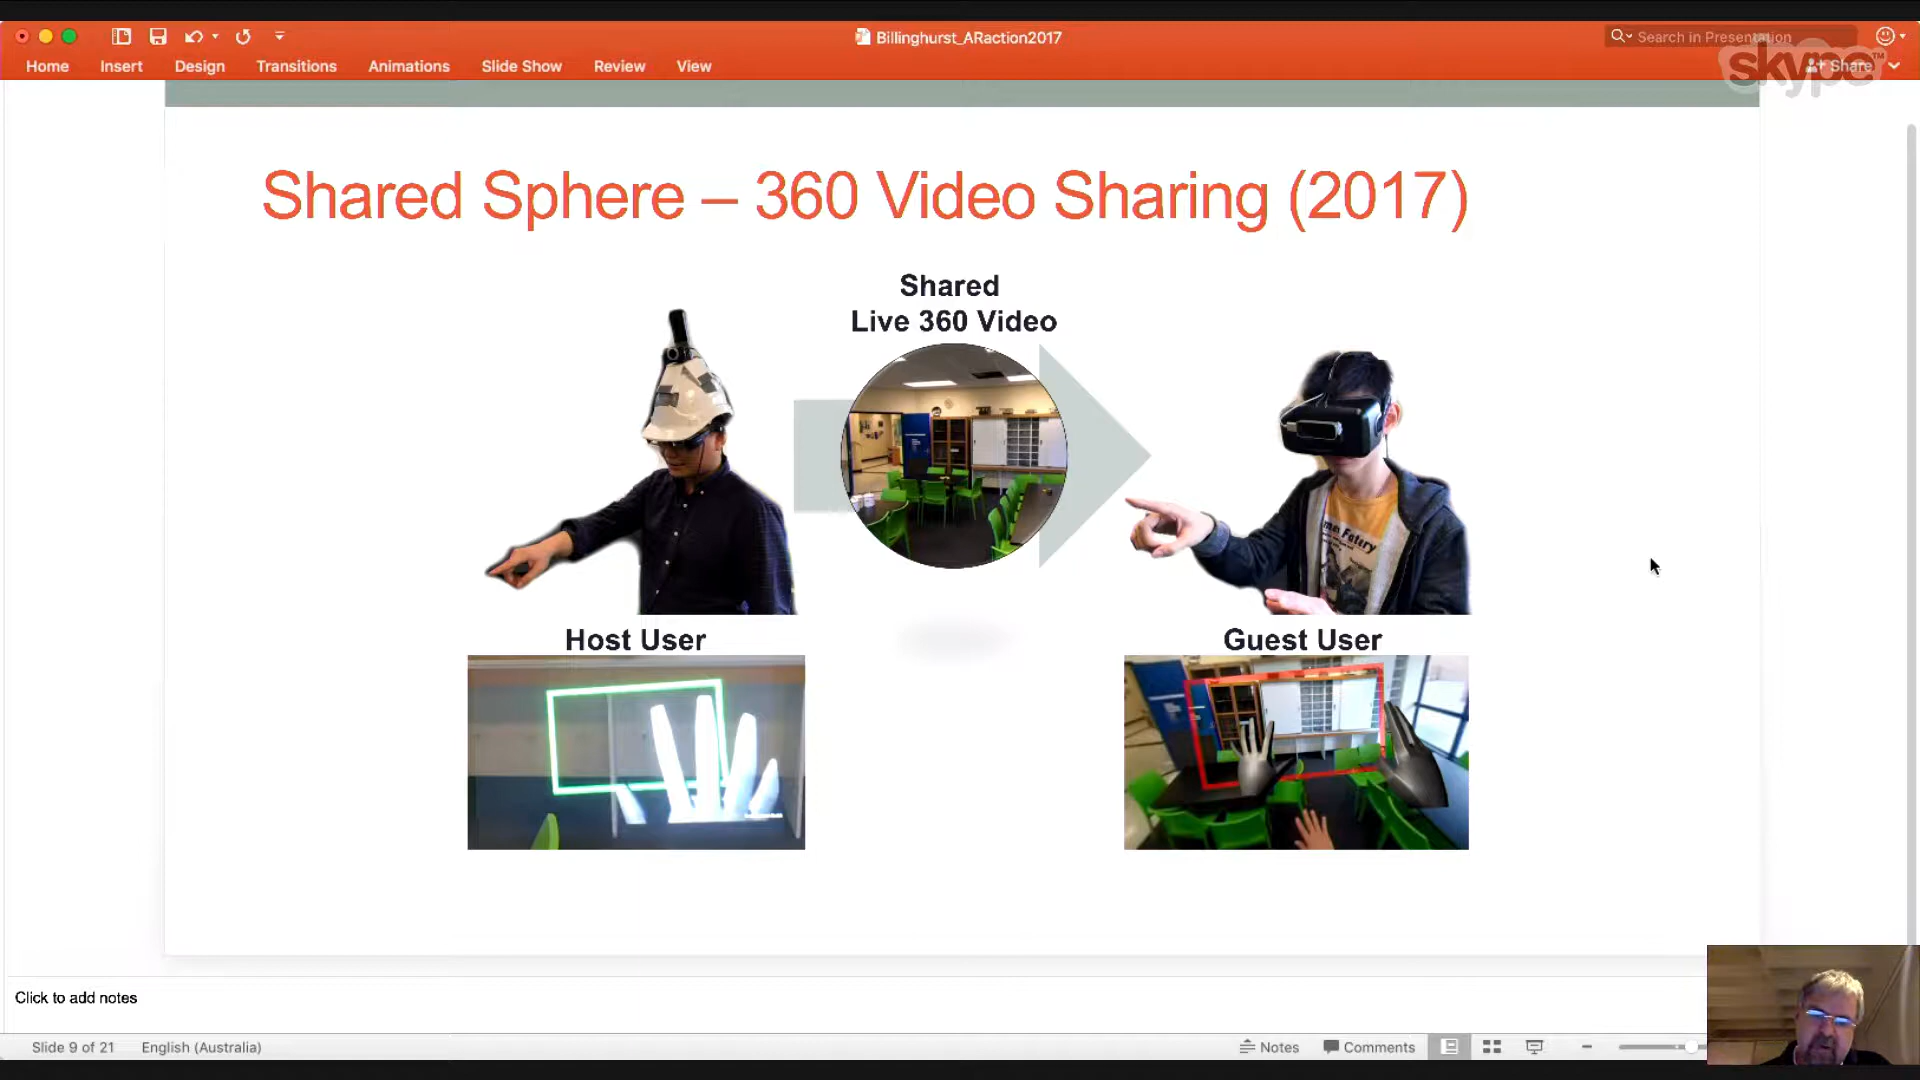 Billinghurst_ARaction2017
Search in Presentation
skype™
Home Insert Design Transitions Animations Slide Show Review View Share
Shared Sphere – 360 Video Sharing (2017)
Shared
Live 360 Video
Host User
Guest User
Click to add notes
Slide 9 of 21 English (Australia) Notes Comments